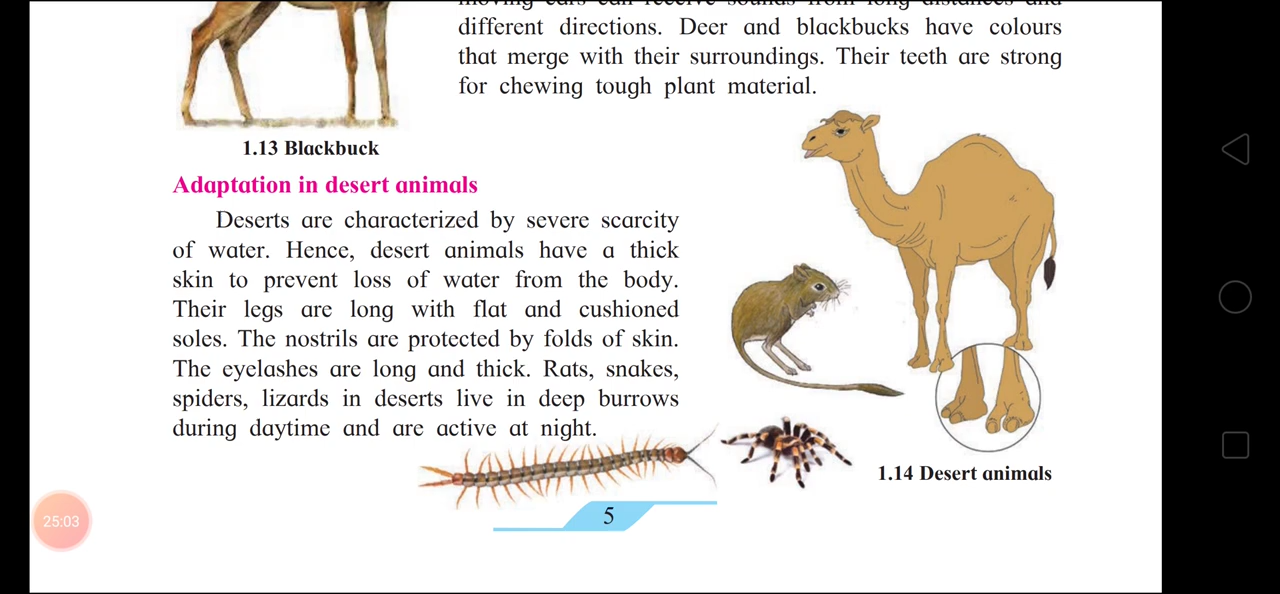 different directions. Deer and blackbucks have colours
that merge with their surroundings. Their teeth are strong
for chewing tough plant material.
1.13 Blackbuck
Adaptation in desert animals
Deserts are characterized by severe scarcity
of water. Hence, desert animals have a thick
skin to prevent loss of water from the body.
Their legs are long with flat and cushioned
soles. The nostrils are protected by folds of skin.
The eyelashes are long and thick. Rats, snakes,
spiders, lizards in deserts live in deep burrows
during daytime and are active at night.
1.14 Desert animals
5
25:03